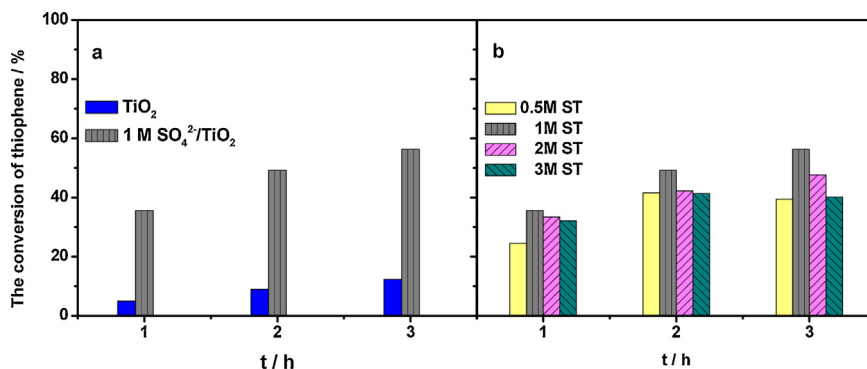 The conversion of thiophene / %
100
80
60
40
20
0
a
TiO₂
1 M SO₄²⁻/TiO₂
1 2 3
t / h
b
0.5M ST
1M ST
2M ST
3M ST
1 2 3
t / h